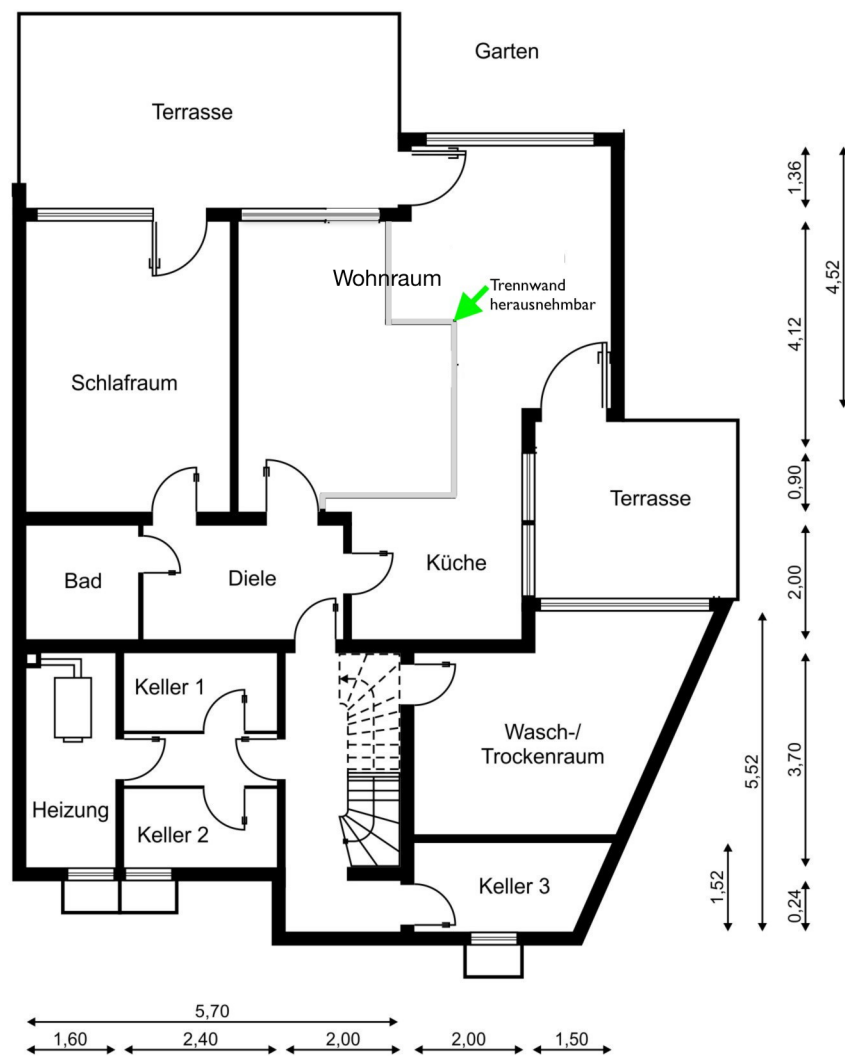 Garten
Terrasse
Wohnraum
Trennwand
herausnehmbar
Schlafraum
Terrasse
Bad
Diele
Küche
Keller 1
Wasch-/
Trockenraum
Heizung
Keller 2
Keller 3
1,36
4,52
4,12
0,90
2,00
5,52
3,70
1,52
0,24
5,70
1,60
2,40
2,00
2,00
1,50